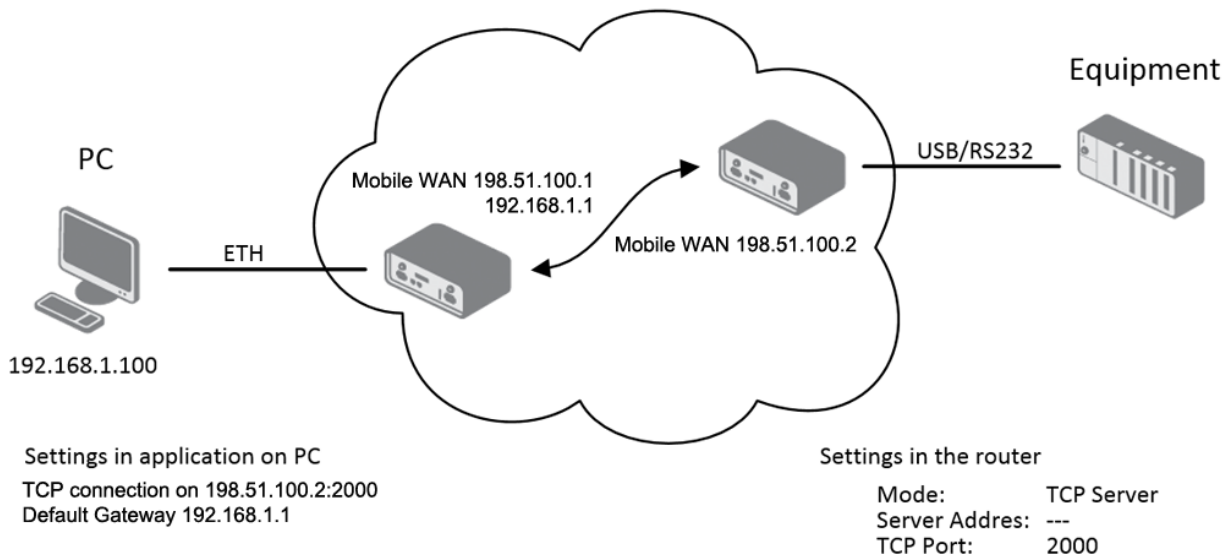 Equipment
PC
USB/RS232
Mobile WAN 198.51.100.1
192.168.1.1
Mobile WAN 198.51.100.2
ETH
192.168.1.100
Settings in application on PC
TCP connection on 198.51.100.2:2000
Default Gateway 192.168.1.1
Settings in the router
Mode: TCP Server
Server Addres: ---
TCP Port: 2000